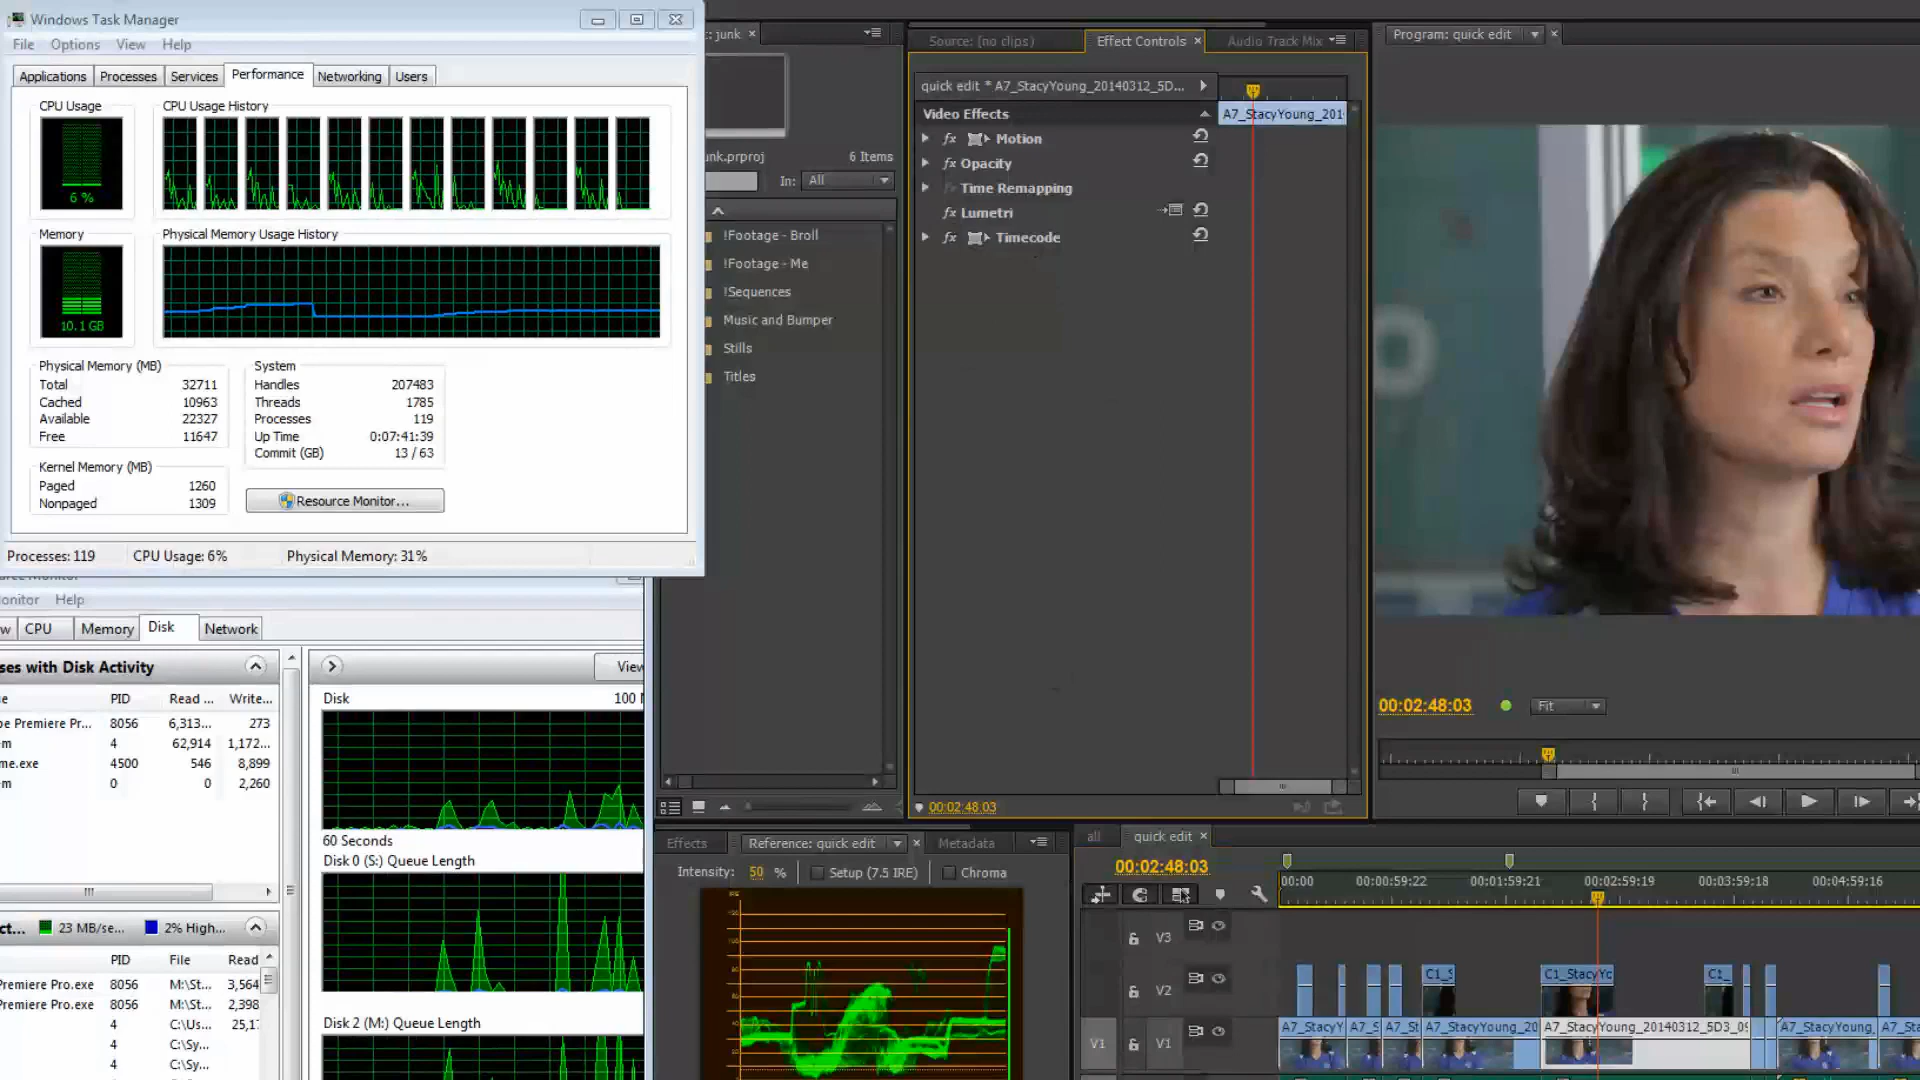 Windows Task Manager
File Options View Help
Applications Processes Services Performance Networking Users
CPU Usage
CPU Usage History
6 %
Memory
Physical Memory Usage History
10.1 GB
Physical Memory (MB)
Total 32711
Cached 10963
Available 22327
Free 11647
System
Handles 207483
Threads 1785
Processes 119
Up Time 0:07:41:39
Commit (GB) 13 / 63
Kernel Memory (MB)
Paged 1260
Nonpaged 1309
Resource Monitor...
Processes: 119 CPU Usage: 6% Physical Memory: 31%
onitor Help
w CPU Memory Disk Network
ses with Disk Activity
PID Read ... Write...
be Premiere Pr... 8056 6,313... 273
m 4 62,914 1,172...
me.exe 4500 546 8,899
m 0 0 2,260
23 MB/se... 2% High...
PID File Read
Premiere Pro.exe 8056 M:\St... 3,564
Premiere Pro.exe 8056 M:\St... 2,398
4 C:\Us... 25,1
4 C:\Sy...
4 C:\Sy...
View
Disk 100
60 Seconds
Disk 0 (S:) Queue Length
Disk 2 (M:) Queue Length
: junk ×
unk.prproj 6 Items
In: All
!Footage - Broll
!Footage - Me
!Sequences
Music and Bumper
Stills
Titles
Source: (no clips) Effect Controls × Audio Track Mix
quick edit * A7_StacyYoung_20140312_5D...
Video Effects
A7_StacyYoung_201
fx Motion
fx Opacity
Time Remapping
fx Lumetri
fx Timecode
00:02:48:03
Program: quick edit ×
00:02:48:03 Fit
Effects Reference: quick edit × Metadata
Intensity: 50 % Setup (7.5 IRE) Chroma
all quick edit ×
00:02:48:03
00:00 00:00:59:22 00:01:59:21 00:02:59:19 00:03:59:18 00:04:59:16
V3
V2
C1_S C1_StacyYo C1_
V1 V1
A7_StacyY A7_S A7_St A7_StacyYoung_20 A7_StacyYoung_20140312_5D3_09 A7_StacyYoung_ A7_Stacy